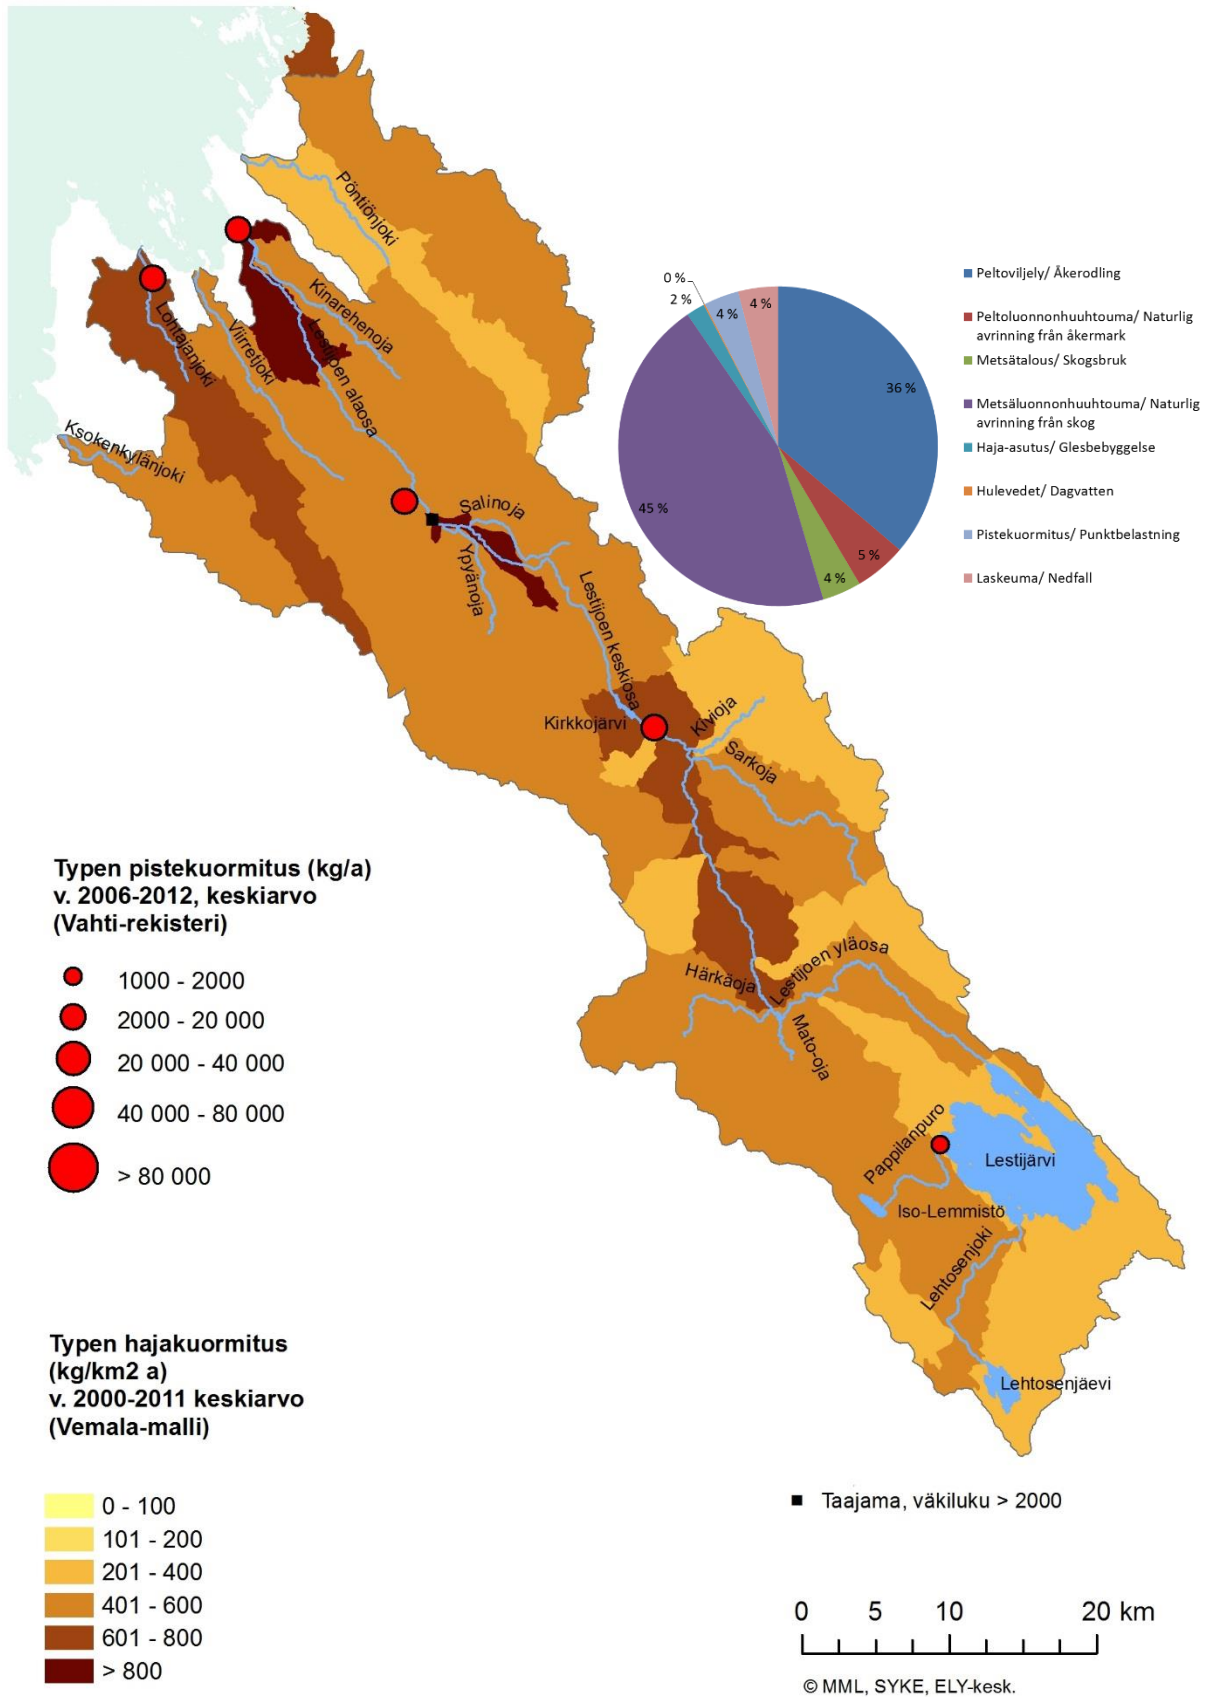 Pöntiönjoki
Kinarehenoja
Lestijoen alaosa
Viirretjoki
Lohtajanjoki
Ksokenkylänjoki
Salinoja
Ypyänoja
Lestijoen keskiosa
Kirkkojärvi
Kivioja
Sarkoja
Härkäoja
Lestijoen yläosa
Mato-oja
Pappilanpuro
Lestijärvi
Iso-Lemmistö
Lehtosenjoki
Lehtosenjäevi
0 %
2 %
4 %
4 %
36 %
45 %
5 %
4 %
Peltoviljely/ Åkerodling
Peltoluonnonhuuhtouma/ Naturlig
avrinning från åkermark
Metsätalous/ Skogsbruk
Metsäluonnonhuuhtouma/ Naturlig
avrinning från skog
Haja-asutus/ Glesbebyggelse
Hulevedet/ Dagvatten
Pistekuormitus/ Punktbelastning
Laskeuma/ Nedfall
Typen pistekuormitus (kg/a)
v. 2006-2012, keskiarvo
(Vahti-rekisteri)
1000 - 2000
2000 - 20 000
20 000 - 40 000
40 000 - 80 000
> 80 000
Typen hajakuormitus
(kg/km2 a)
v. 2000-2011 keskiarvo
(Vemala-malli)
0 - 100
101 - 200
201 - 400
401 - 600
601 - 800
> 800
Taajama, väkiluku > 2000
0 5 10 20 km
© MML, SYKE, ELY-kesk.